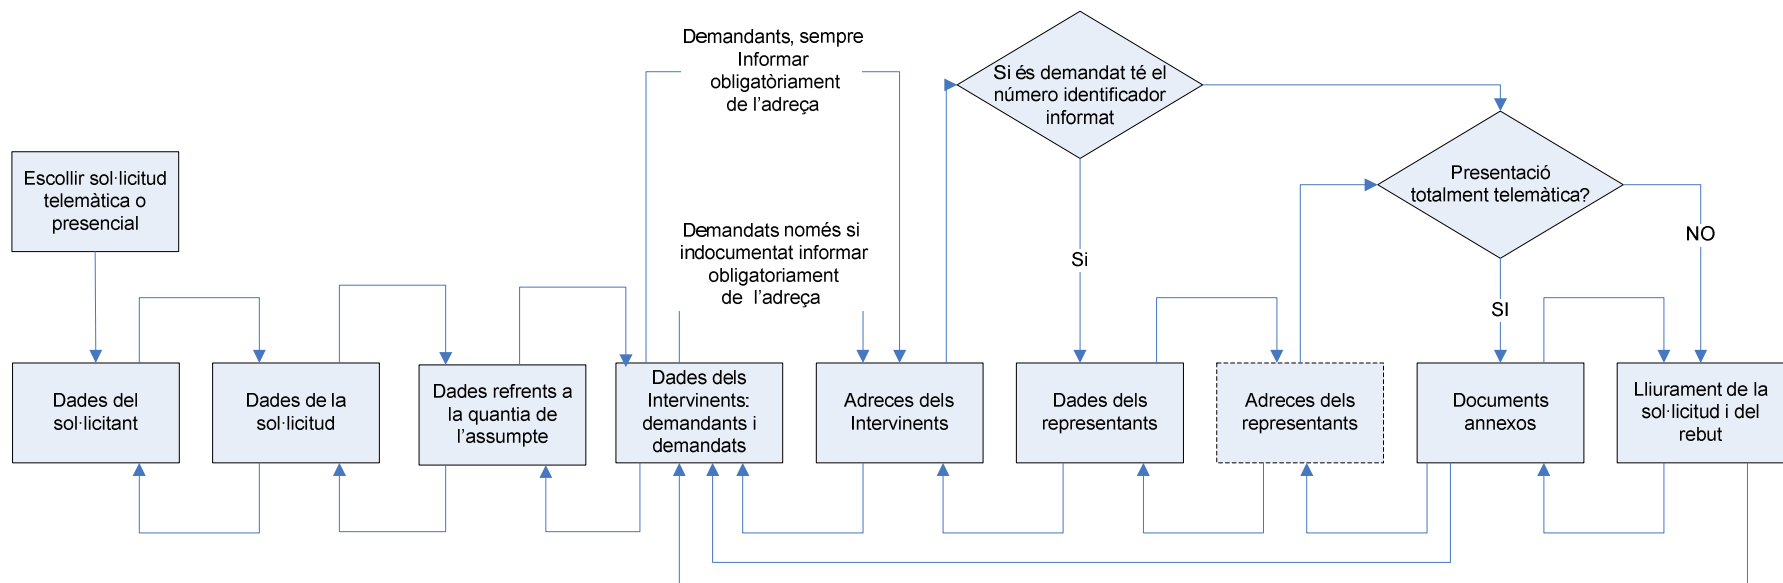 Demandants, sempre
Informar
obligatòriament
de l'adreça
Si és demandat té el
número identificador
informat
Escollir sol·licitud
telemàtica o
presencial
Presentació
totalment telemàtica?
Demandats només si
indocumentat informar
obligatoriament
de l'adreça
Si
NO
SI
Dades del
sol·licitant
Dades de la
sol·licitud
Dades refrents a
la quantia de
l'assumpte
Dades dels
Intervinents:
demandants i
demandats
Adreces dels
Intervinents
Dades dels
representants
Adreces dels
representants
Documents
annexos
Lliurament de la
sol·licitud i del
rebut